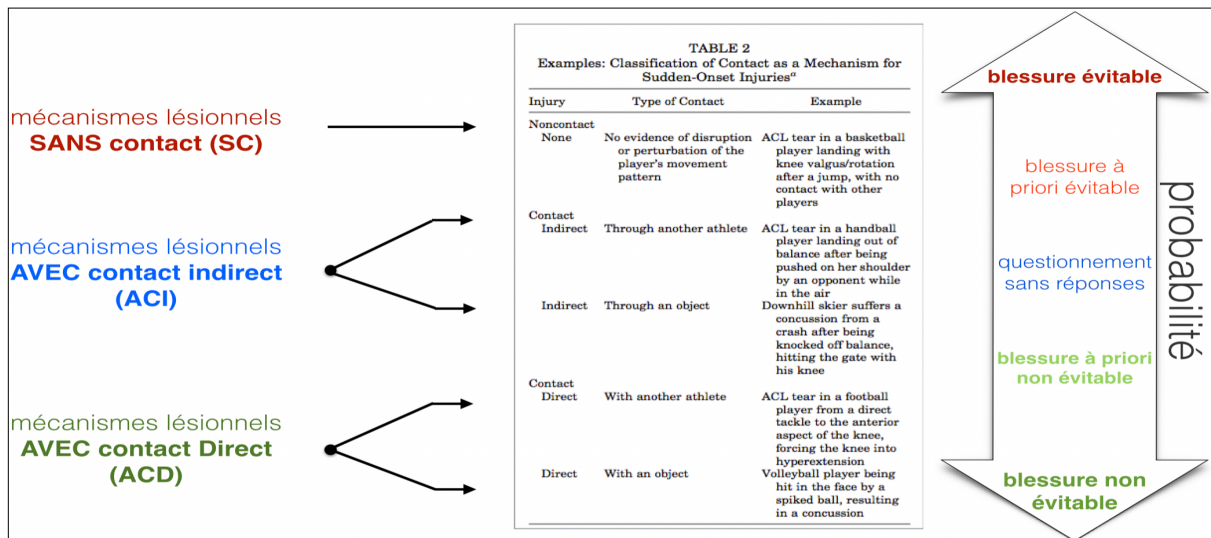 mécanismes lésionnels
SANS contact (SC)
mécanismes lésionnels
AVEC contact indirect
(ACI)
mécanismes lésionnels
AVEC contact Direct
(ACD)
TABLE 2
Examples: Classification of Contact as a Mechanism for
Sudden-Onset Injuriesa
Injury Type of Contact Example
Noncontact
None No evidence of disruption ACL tear in a basketball
or perturbation of the player landing with
player's movement knee valgus/rotation
pattern after a jump, with no
contact with other
players
Contact
Indirect Through another athlete ACL tear in a handball
player landing out of
balance after being
pushed on her shoulder
by an opponent while
in the air
Indirect Through an object Downhill skier suffers a
concussion from a
crash after being
knocked off balance,
hitting the gate with
his knee
Contact
Direct With another athlete ACL tear in a football
player from a direct
tackle to the anterior
aspect of the knee,
forcing the knee into
hyperextension
Direct With an object Volleyball player being
hit in the face by a
spiked ball, resulting
in a concussion
blessure évitable
blessure à
priori évitable
questionnement
sans réponses
blessure à priori
non évitable
blessure non
évitable
probabilité